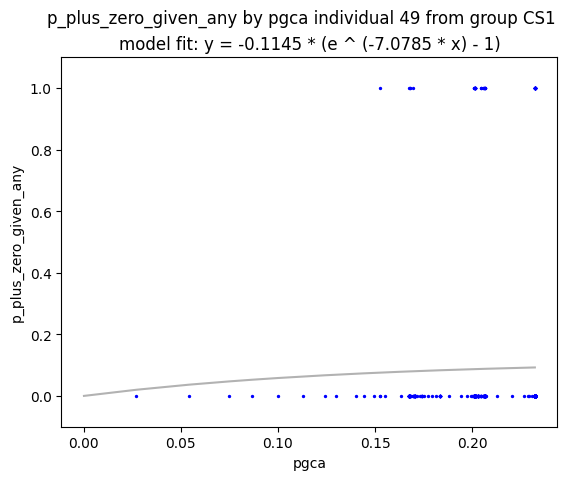 p_plus_zero_given_any by pgca individual 49 from group CS1
model fit: y = -0.1145 * (e ^ (-7.0785 * x) - 1)
1.0
0.8
0.6
0.4
0.2
0.0
p_plus_zero_given_any
0.00 0.05 0.10 0.15 0.20
pgca